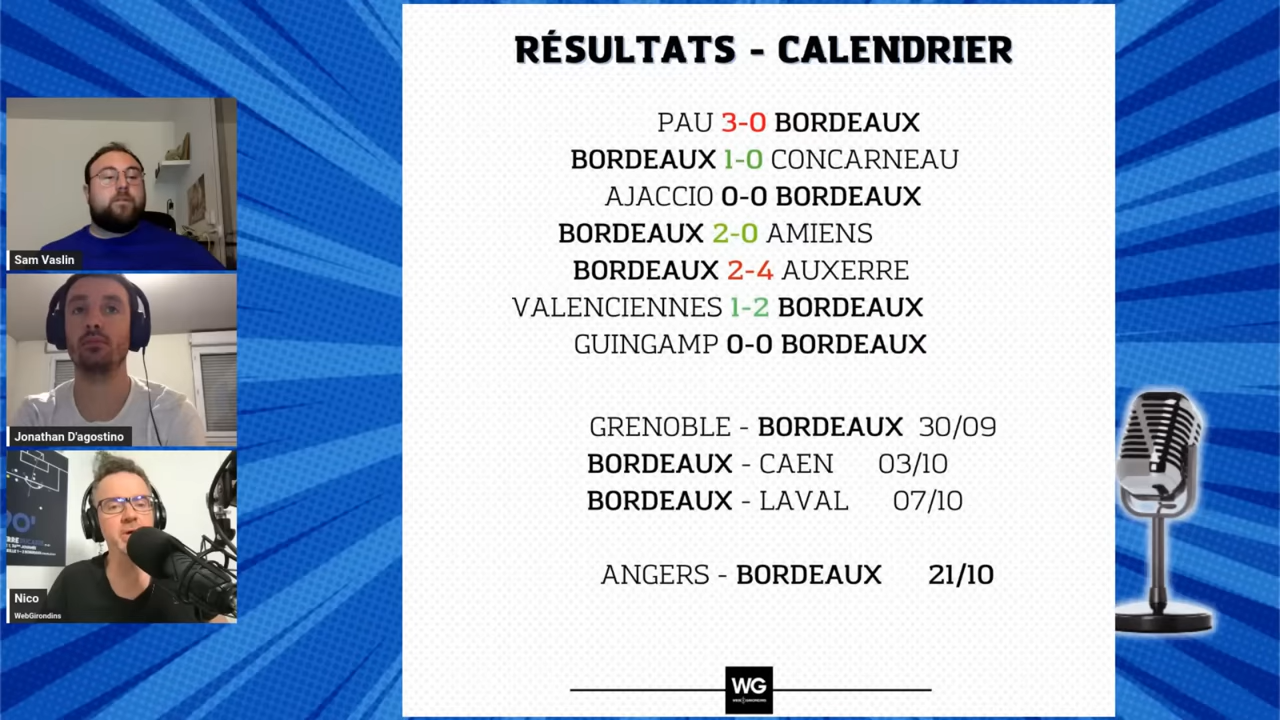 RÉSULTATS - CALENDRIER
PAU 3-0 BORDEAUX
BORDEAUX 1-0 CONCARNEAU
AJACCIO 0-0 BORDEAUX
BORDEAUX 2-0 AMIENS
BORDEAUX 2-4 AUXERRE
VALENCIENNES 1-2 BORDEAUX
GUINGAMP 0-0 BORDEAUX
GRENOBLE - BORDEAUX 30/09
BORDEAUX - CAEN 03/10
BORDEAUX - LAVAL 07/10
ANGERS - BORDEAUX 21/10
WG
Sam Vaslin
Jonathan D'agostino
90'
Nico
WebGirondins